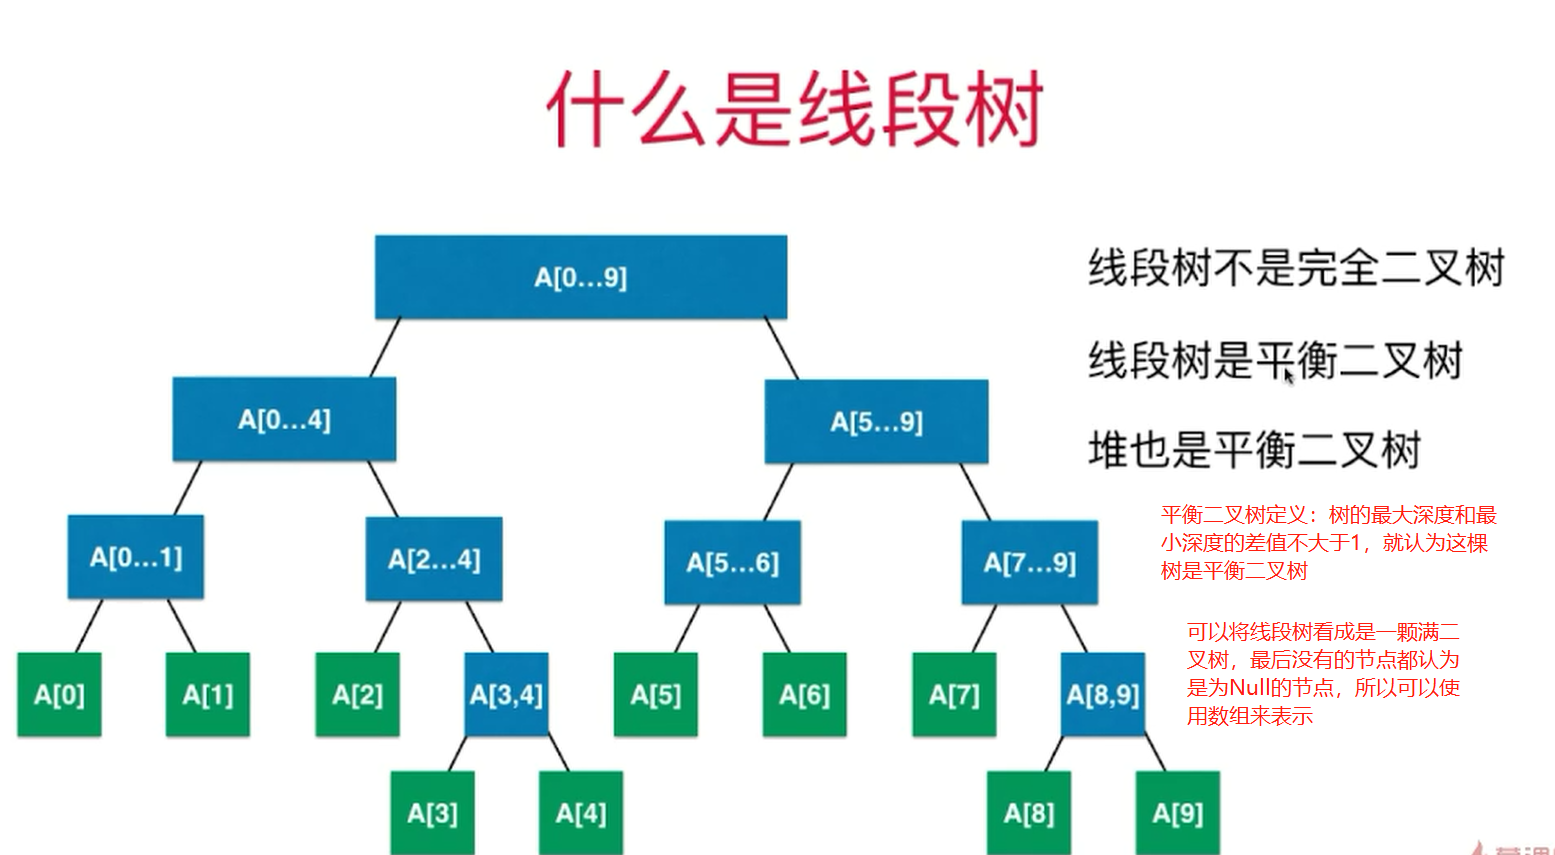 什么是线段树
A[0...9]
线段树不是完全二叉树
线段树是平衡二叉树
A[0...4]
A[5...9]
堆也是平衡二叉树
平衡二叉树定义：树的最大深度和最
小深度的差值不大于1，就认为这棵
树是平衡二叉树
A[0...1]
A[2...4]
A[5...6]
A[7...9]
可以将线段树看成是一颗满二
叉树，最后没有的节点都认为
是为Null的节点，所以可以使
用数组来表示
A[0]
A[1]
A[2]
A[3,4]
A[5]
A[6]
A[7]
A[8,9]
A[3]
A[4]
A[8]
A[9]